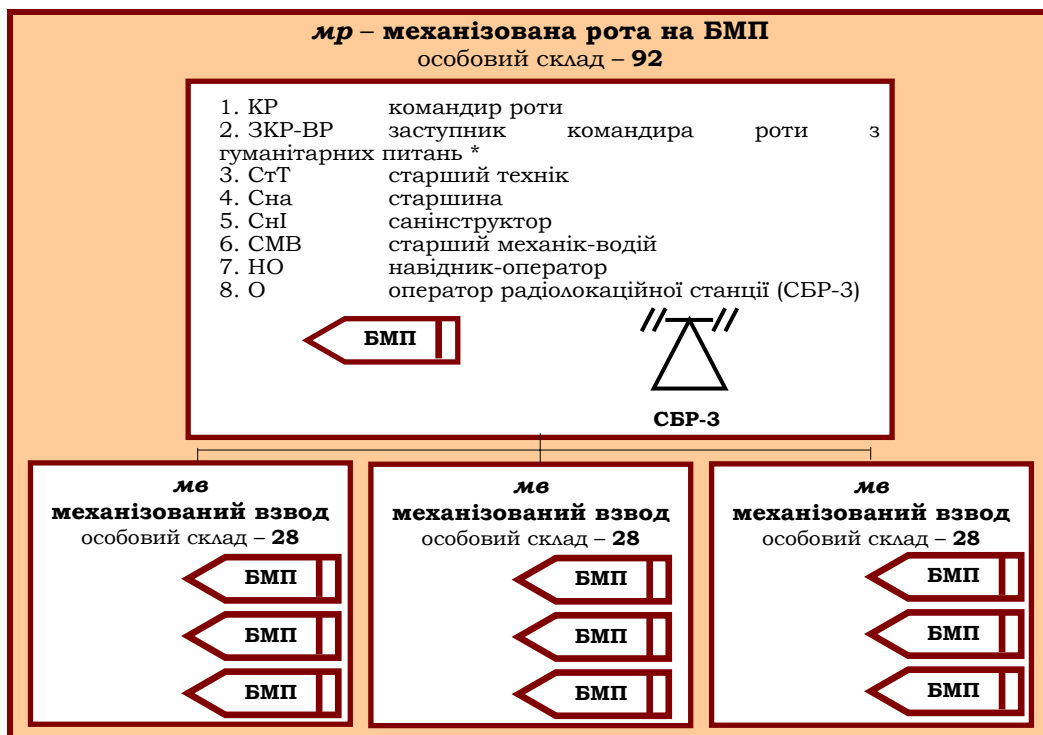 мр – механізована рота на БМП
особовий склад – 92
1. КР командир роти
2. ЗКР-ВР заступник командира роти з
гуманітарних питань *
3. СтТ старший технік
4. Сна старшина
5. СнІ санінструктор
6. СМВ старший механік-водій
7. НО навідник-оператор
8. О оператор радіолокаційної станції (СБР-3)
БМП
СБР-3
мв
механізований взвод
особовий склад – 28
БМП
БМП
БМП
мв
механізований взвод
особовий склад – 28
БМП
БМП
БМП
мв
механізований взвод
особовий склад – 28
БМП
БМП
БМП